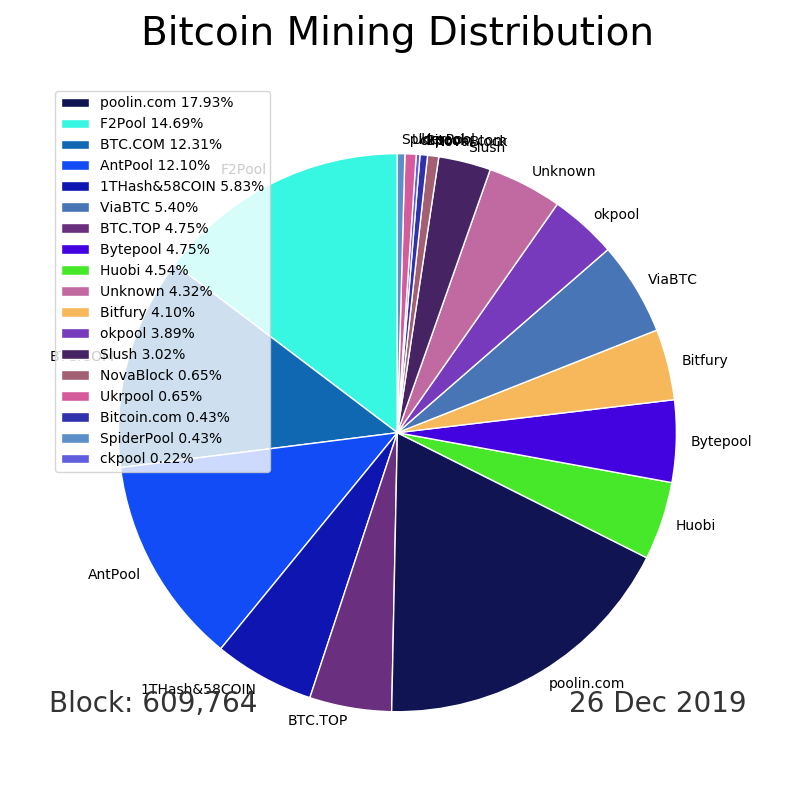 Bitcoin Mining Distribution
poolin.com 17.93%
F2Pool 14.69%
BTC.COM 12.31%
AntPool 12.10%
1THash&58COIN 5.83%
ViaBTC 5.40%
BTC.TOP 4.75%
Bytepool 4.75%
Huobi 4.54%
Unknown 4.32%
Bitfury 4.10%
okpool 3.89%
Slush 3.02%
NovaBlock 0.65%
Ukrpool 0.65%
Bitcoin.com 0.43%
SpiderPool 0.43%
ckpool 0.22%
F2Pool
Slush
Unknown
okpool
ViaBTC
Bitfury
Bytepool
Huobi
poolin.com
BTC.TOP
1THash&58COIN
AntPool
Block: 609,764
26 Dec 2019